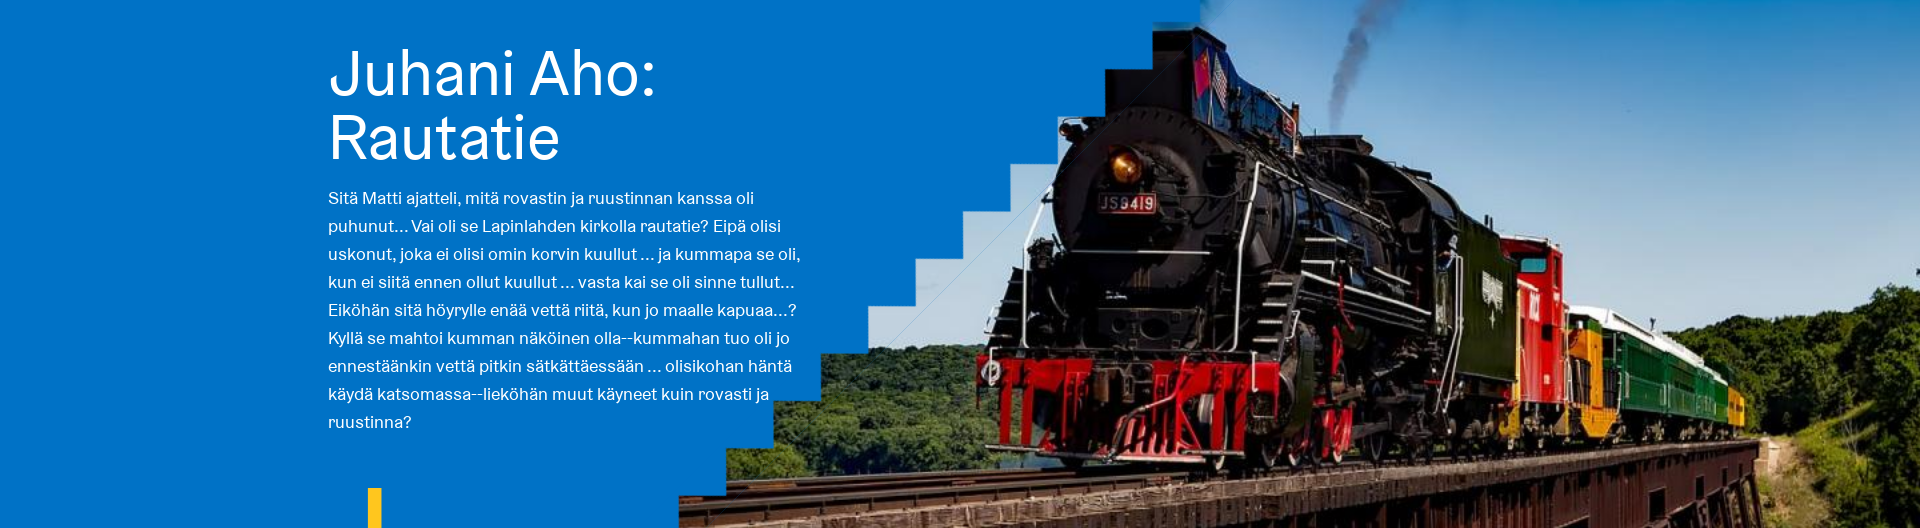 Juhani Aho:
Rautatie
Sitä Matti ajatteli, mitä rovastin ja ruustinnan kanssa oli
puhunut... Vai oli se Lapinlahden kirkolla rautatie? Eipä olisi
uskonut, joka ei olisi omin korvin kuullut ... ja kummapa se oli,
kun ei siitä ennen ollut kuullut ... vasta kai se oli sinne tullut...
Eiköhän sitä höyrylle enää vettä riitä, kun jo maalle kapuaa...?
Kyllä se mahtoi kumman näköinen olla--kummahan tuo oli jo
ennestäänkin vettä pitkin sätkättäessään ... olisikohan häntä
käydä katsomassa--lieköhän muut käyneet kuin rovasti ja
ruustinna?
JS8419